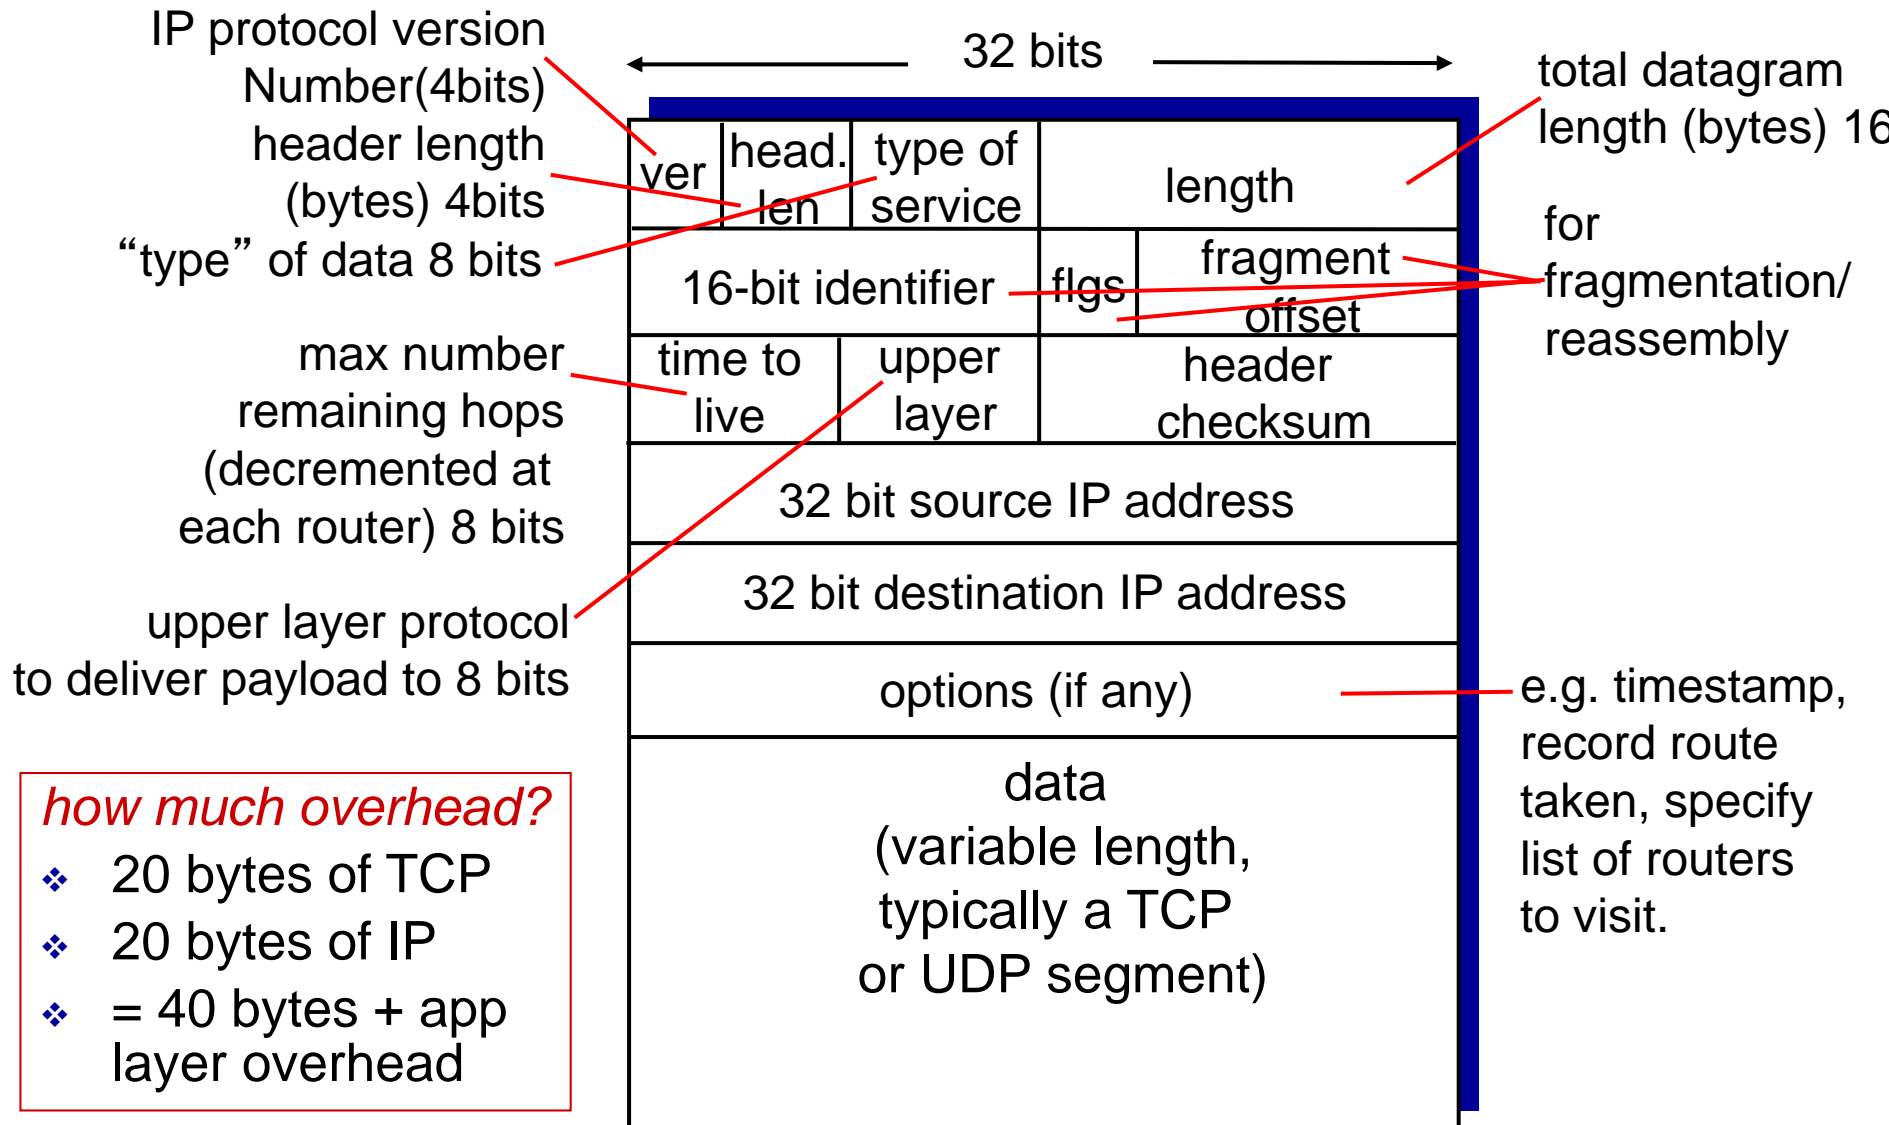 IP protocol version
Number(4bits)
header length
(bytes) 4bits
“type” of data 8 bits
max number
remaining hops
(decremented at
each router) 8 bits
upper layer protocol
to deliver payload to 8 bits
how much overhead?
❖ 20 bytes of TCP
❖ 20 bytes of IP
❖ = 40 bytes + app
layer overhead
32 bits
ver
head.
len
type of
service
length
16-bit identifier
flgs
fragment
offset
time to
live
upper
layer
header
checksum
32 bit source IP address
32 bit destination IP address
options (if any)
data
(variable length,
typically a TCP
or UDP segment)
total datagram
length (bytes) 16
for
fragmentation/
reassembly
e.g. timestamp,
record route
taken, specify
list of routers
to visit.